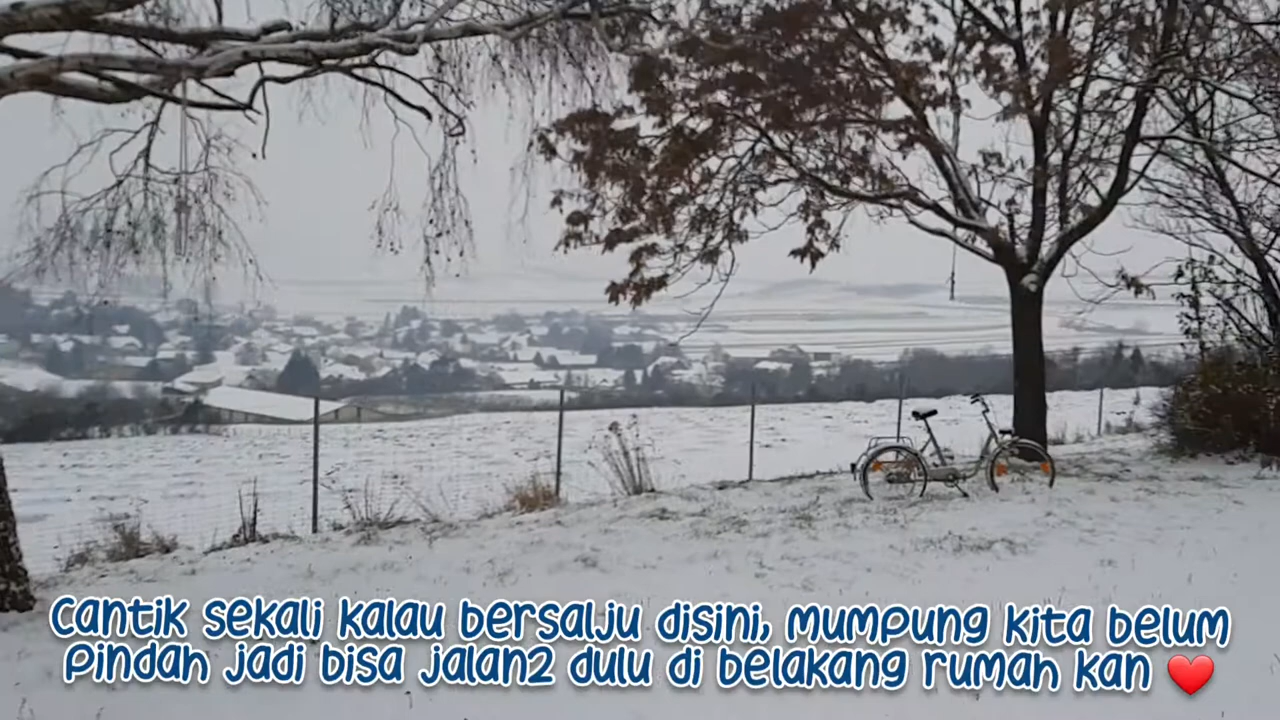 Cantik sekali kalau bersalju disini, mumpung kita belum
pindah jadi bisa jalan2 dulu di belakang rumah kan ❤️